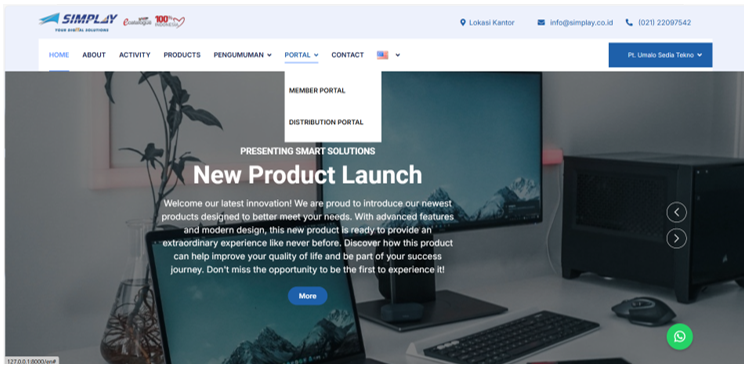 SIMPLAY
YOUR DIGITAL SOLUTIONS
100%
Lokasi Kantor
info@simplay.co.id
(021) 22097542
HOME ABOUT ACTIVITY PRODUCTS PENGUMUMAN PORTAL CONTACT
Pt. Umalo Sedia Tekno
MEMBER PORTAL
DISTRIBUTION PORTAL
PRESENTING SMART SOLUTIONS
New Product Launch
Welcome our latest innovation! We are proud to introduce our newest
products designed to better meet your needs. With advanced features
and modern design, this new product is ready to provide an
extraordinary experience like never before. Discover how this product
can help improve your quality of life and be part of your success
journey. Don't miss the opportunity to be the first to experience it!
More
127.0.0.1:8000/en#